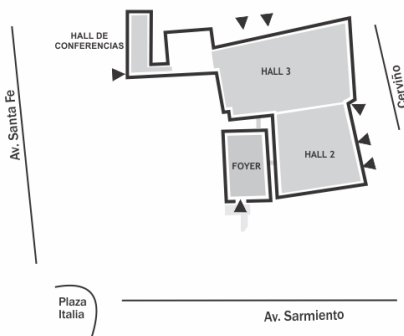 HALL DE
CONFERENCIAS
HALL 3
Cerviño
Av. Santa Fe
HALL 2
FOYER
Plaza
Italia
Av. Sarmiento